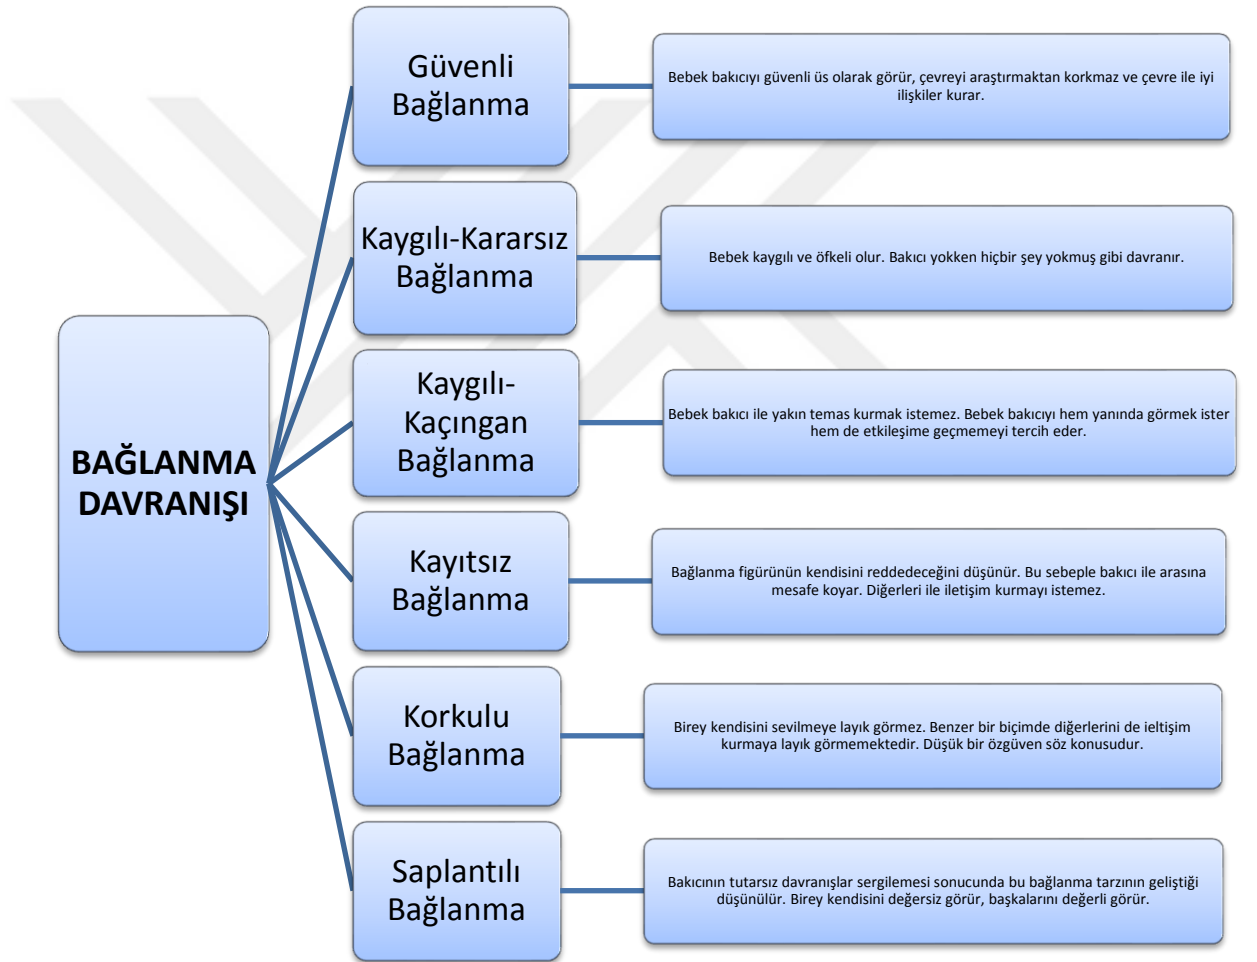 Güvenli
Bağlanma
Bebek bakıcıyı güvenli üs olarak görür, çevreyi araştırmaktan korkmaz ve çevre ile iyi
ilişkiler kurar.
Kaygılı-Kararsız
Bağlanma
Bebek kaygılı ve öfkeli olur. Bakıcı yokken hiçbir şey yokmuş gibi davranır.
Kaygılı-
Kaçıngan
Bağlanma
Bebek bakıcı ile yakın temas kurmak istemez. Bebek bakıcıyı hem yanında görmek ister
hem de etkileşime geçmemeyi tercih eder.
BAĞLANMA
DAVRANIŞI
Kayıtsız
Bağlanma
Bağlanma figürünün kendisini reddedeceğini düşünür. Bu sebeple bakıcı ile arasına
mesafe koyar. Diğerleri ile iletişim kurmayı istemez.
Korkulu
Bağlanma
Birey kendisini sevilmeye layık görmez. Benzer bir biçimde diğerlerini de ieltişim
kurmaya layık görmemektedir. Düşük bir özgüven söz konusudur.
Saplantılı
Bağlanma
Bakıcının tutarsız davranışlar sergilemesi sonucunda bu bağlanma tarzının geliştiği
düşünülür. Birey kendisini değersiz görür, başkalarını değerli görür.